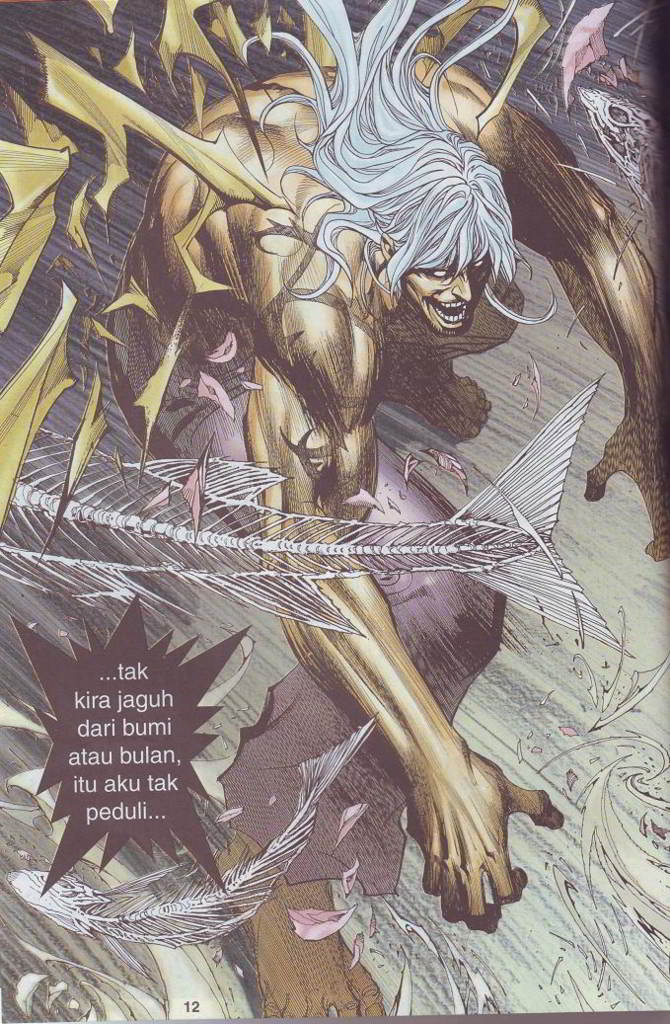 ...tak
kira jaguh
dari bumi
atau bulan,
itu aku tak
peduli...
12